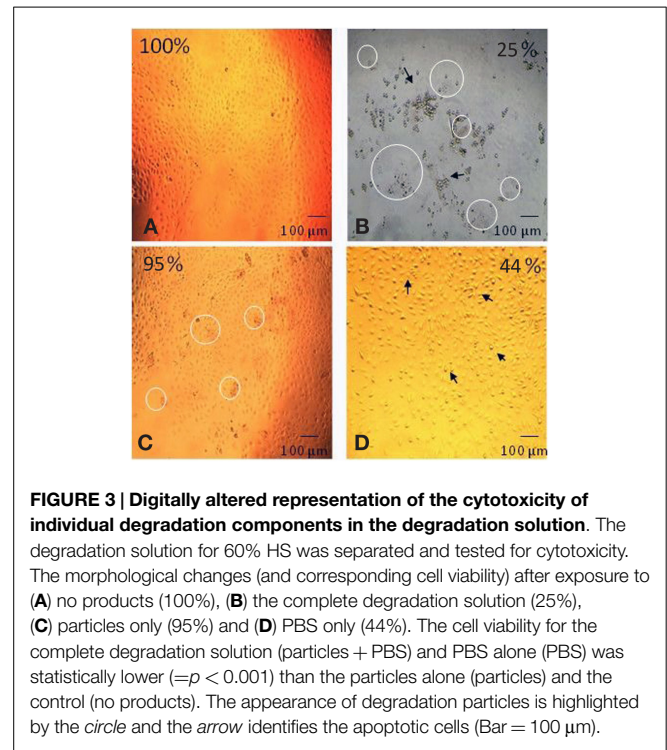 100%
25%
A
100 µm
B
100 µm
95%
44%
C
100 µm
D
100 µm
FIGURE 3 | Digitally altered representation of the cytotoxicity of
individual degradation components in the degradation solution. The
degradation solution for 60% HS was separated and tested for cytotoxicity.
The morphological changes (and corresponding cell viability) after exposure to
(A) no products (100%), (B) the complete degradation solution (25%),
(C) particles only (95%) and (D) PBS only (44%). The cell viability for the
complete degradation solution (particles + PBS) and PBS alone (PBS) was
statistically lower (=p < 0.001) than the particles alone (particles) and the
control (no products). The appearance of degradation particles is highlighted
by the circle and the arrow identifies the apoptotic cells (Bar = 100 µm).